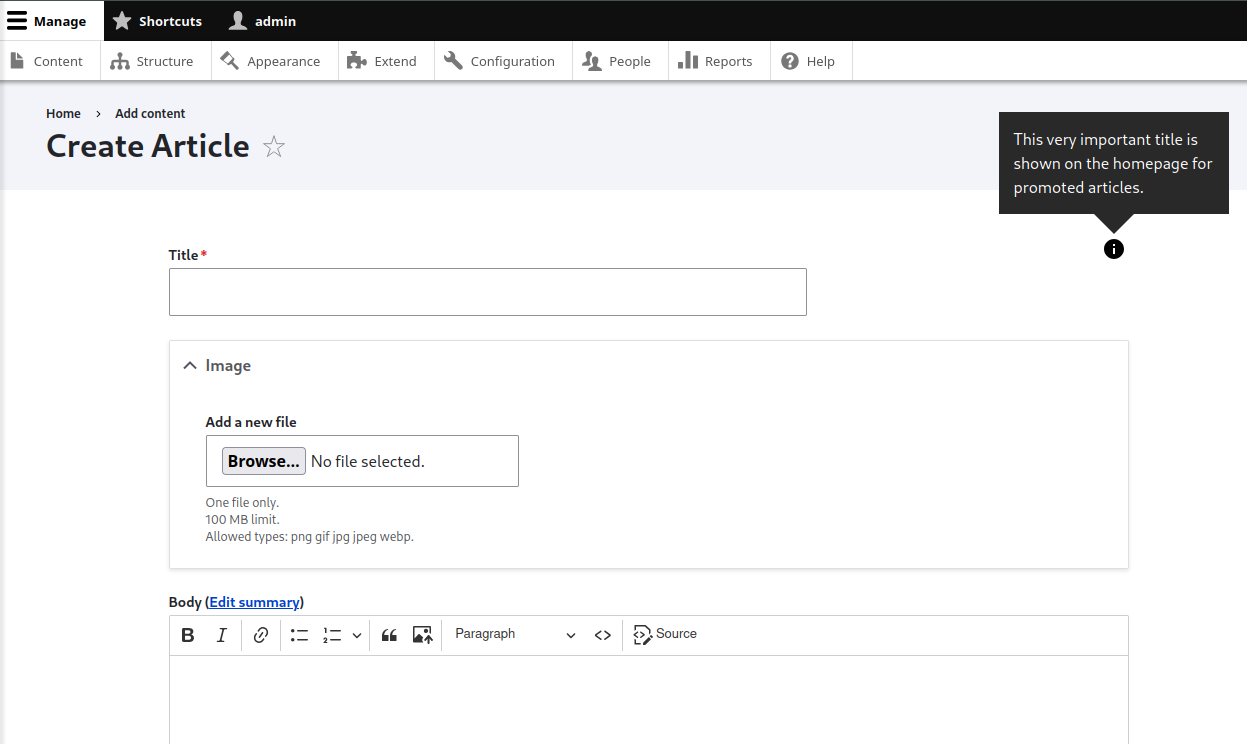 Manage Shortcuts admin
Content Structure Appearance Extend Configuration People Reports Help
Home › Add content
Create Article
This very important title is
shown on the homepage for
promoted articles.
Title*
Image
Add a new file
Browse... No file selected.
One file only.
100 MB limit.
Allowed types: png gif jpg jpeg webp.
Body (Edit summary)
B I Paragraph Source